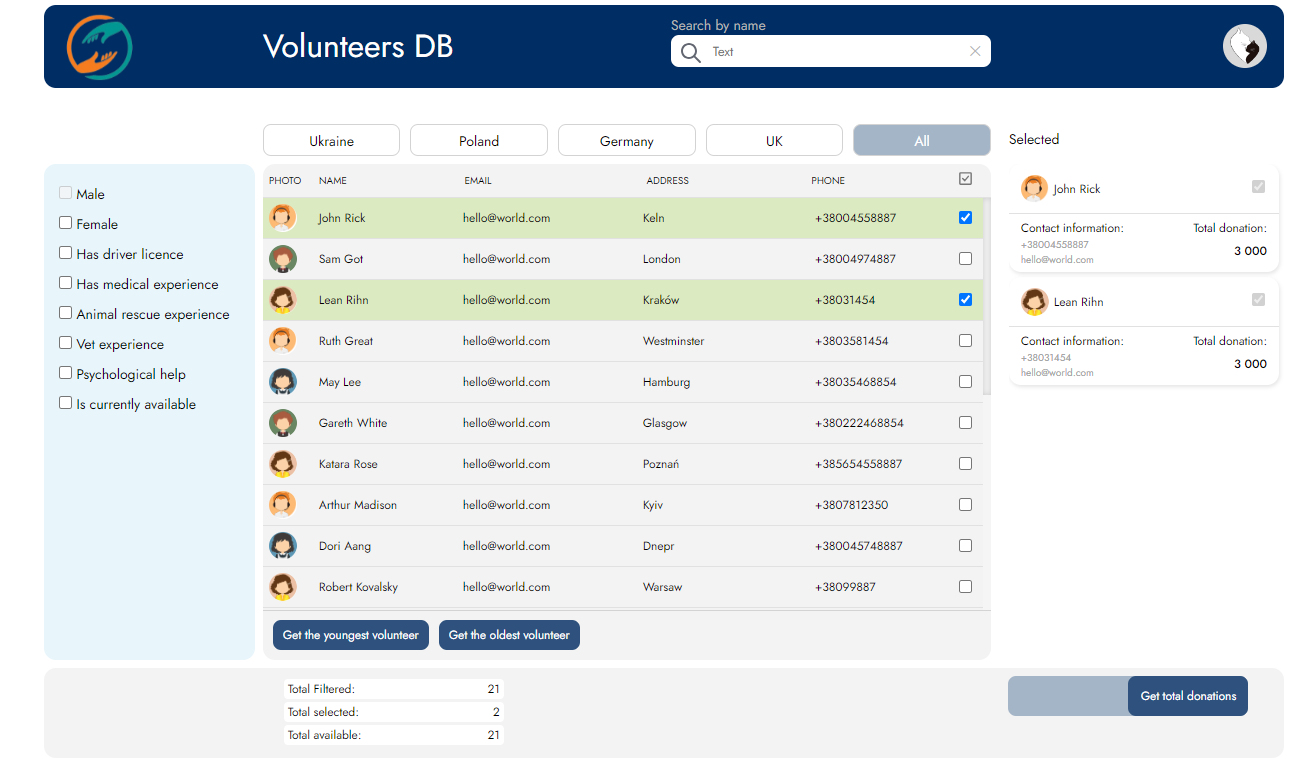 Volunteers DB
Search by name
Text
Ukraine
Poland
Germany
UK
All
Selected
Male
Female
Has driver licence
Has medical experience
Animal rescue experience
Vet experience
Psychological help
Is currently available
PHOTO NAME EMAIL ADDRESS PHONE
John Rick hello@world.com Keln +38004558887
Sam Got hello@world.com London +38004974887
Lean Rihn hello@world.com Kraków +38031454
Ruth Great hello@world.com Westminster +3803581454
May Lee hello@world.com Hamburg +38035468854
Gareth White hello@world.com Glasgow +380222468854
Katara Rose hello@world.com Poznań +385654558887
Arthur Madison hello@world.com Kyiv +3807812350
Dori Aang hello@world.com Dnepr +380045748887
Robert Kovalsky hello@world.com Warsaw +38099887
Get the youngest volunteer
Get the oldest volunteer
John Rick
Contact information: Total donation:
+38004558887
3 000
hello@world.com
Lean Rihn
Contact information: Total donation:
+38031454
3 000
hello@world.com
Total Filtered: 21
Total selected: 2
Total available: 21
Get total donations